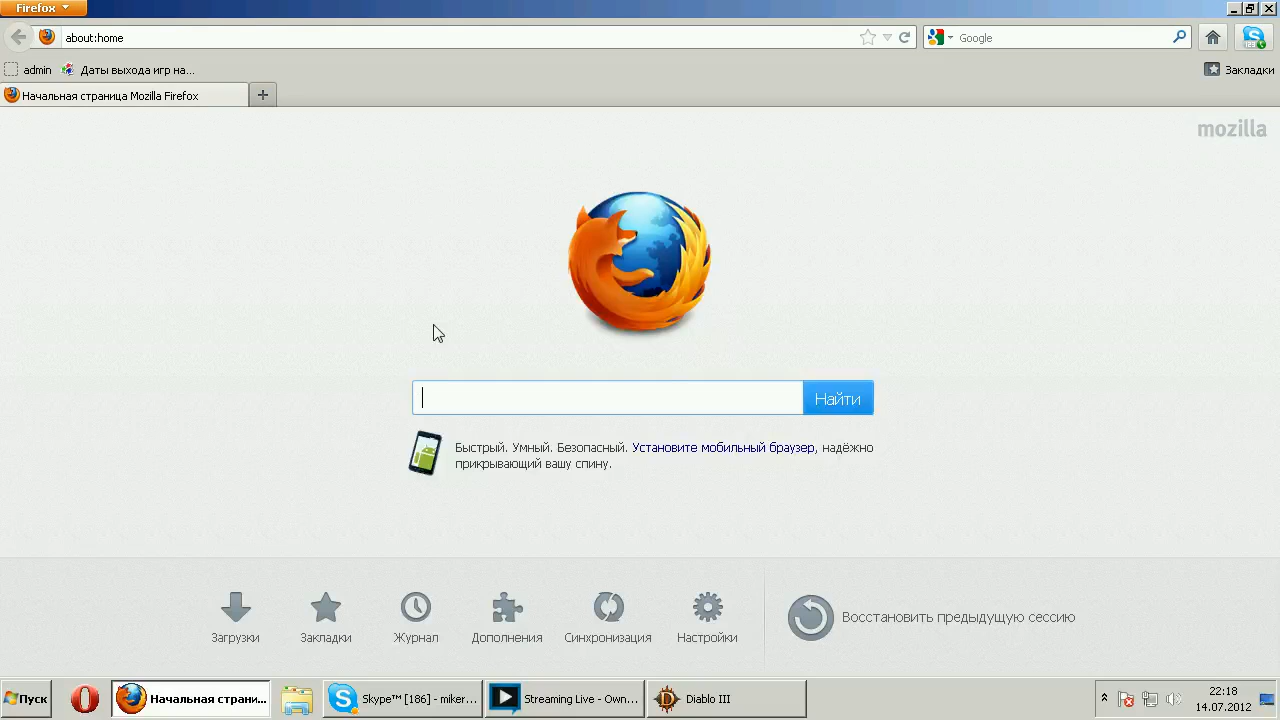 Firefox
about:home
Google
admin
Даты выхода игр на...
Закладки
Начальная страница Mozilla Firefox
mozilla
Найти
Быстрый. Умный. Безопасный. Установите мобильный браузер, надёжно
прикрывающий вашу спину.
Загрузки
Закладки
Журнал
Дополнения
Синхронизация
Настройки
Восстановить предыдущую сессию
Пуск
Начальная страни...
Skype™ [186] - miker...
Streaming Live - Own...
Diablo III
22:18
14.07.2012